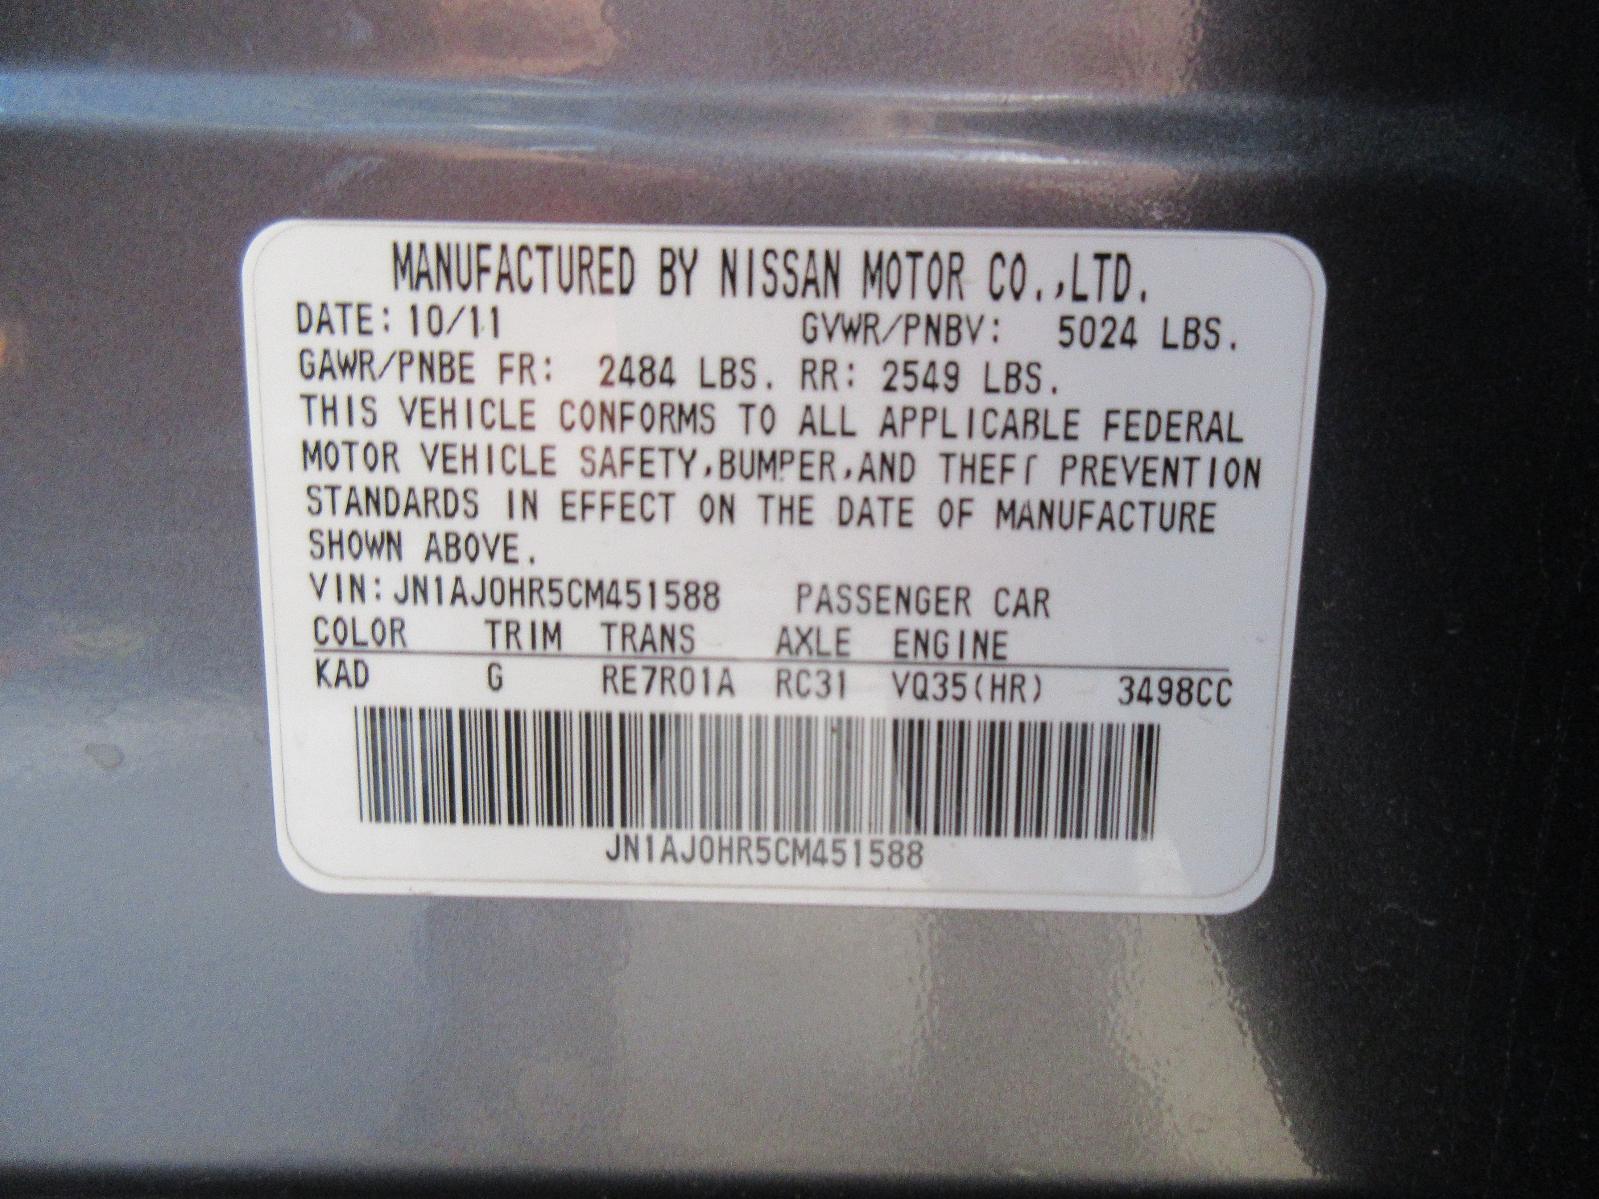 MANUFACTURED BY NISSAN MOTOR CO.,LTD.
DATE: 10/11 GVWR/PNBV: 5024 LBS.
GAWR/PNBE FR: 2484 LBS. RR: 2549 LBS.
THIS VEHICLE CONFORMS TO ALL APPLICABLE FEDERAL
MOTOR VEHICLE SAFETY,BUMPER,AND THEFT PREVENTION
STANDARDS IN EFFECT ON THE DATE OF MANUFACTURE
SHOWN ABOVE.
VIN: JN1AJ0HR5CM451588 PASSENGER CAR
COLOR TRIM TRANS AXLE ENGINE
KAD G RE7R01A RC31 VQ35(HR) 3498CC
JN1AJ0HR5CM451588